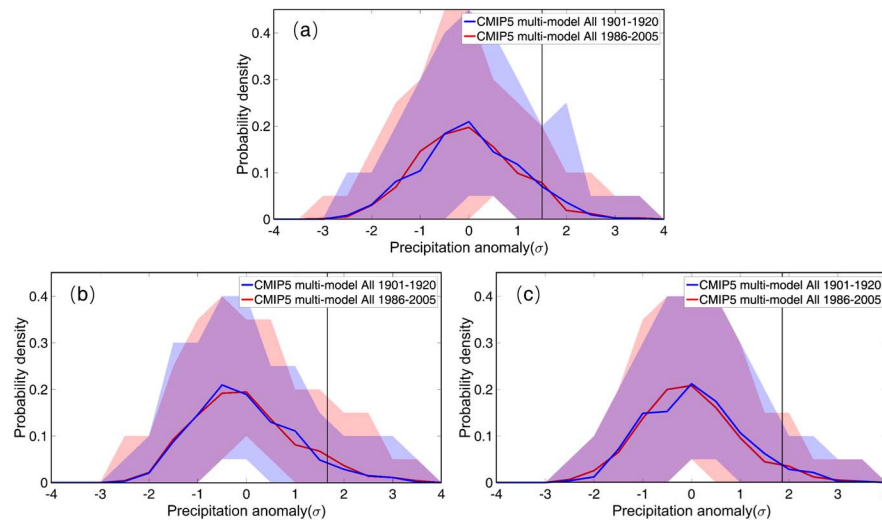 (a)
CMIP5 multi-model All 1901-1920
CMIP5 multi-model All 1986-2005
Probability density
0.4
0.3
0.2
0.1
0
-4 -3 -2 -1 0 1 2 3 4
Precipitation anomaly(σ)
(b)
CMIP5 multi-model All 1901-1920
CMIP5 multi-model All 1986-2005
Probability density
0.4
0.3
0.2
0.1
0
-4 -3 -2 -1 0 1 2 3 4
Precipitation anomaly(σ)
(c)
CMIP5 multi-model All 1901-1920
CMIP5 multi-model All 1986-2005
Probability density
0.4
0.3
0.2
0.1
0
-4 -3 -2 -1 0 1 2 3
Precipitation anomaly(σ)